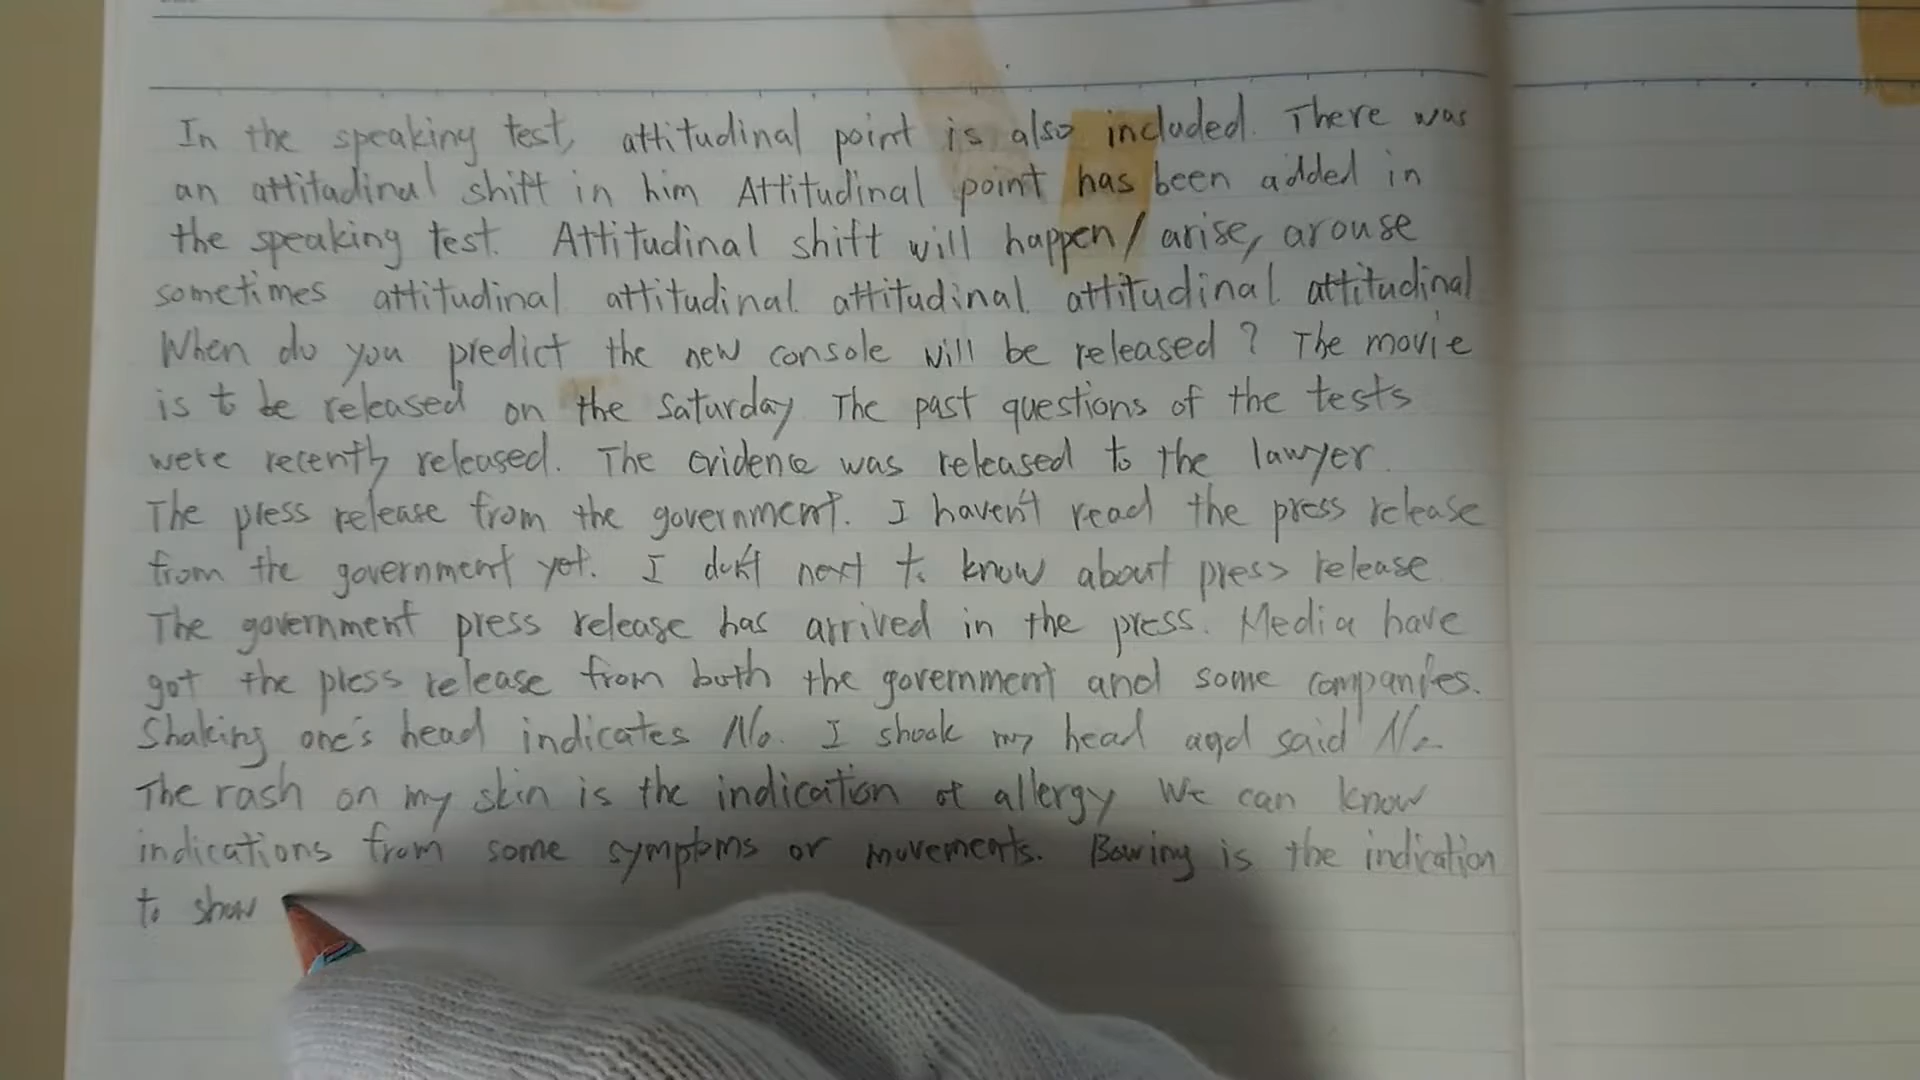 In the speaking test, attitudinal point is also included. There was
an attitudinal shift in him Attitudinal point has been added in
the speaking test. Attitudinal shift will happen/ arise, arouse
sometimes attitudinal attitudinal. attitudinal. attitudinal. attitudinal
When do you predict the new console will be released? The movie
is to be released on the Saturday. The past questions of the tests
were recently released. The evidence was released to the lawyer.
The press release from the government. I haven't read the press release
from the government yet. I to know about press release
The government press release has arrived in the press. Media have
got the press release from both the government and some companies.
Shaking one's head indicates No. I shook my head and said No
The rash on my skin is the indication of allergy We can know
indications from some symptoms or movements. Bowing is the indication
to show